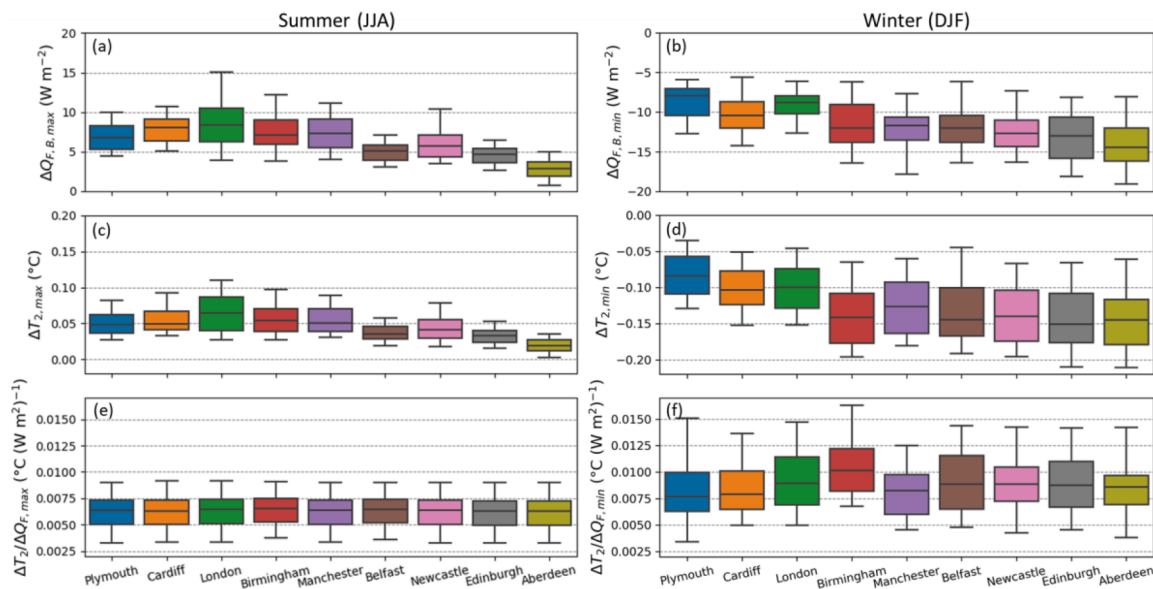 Summer (JJA)
Winter (DJF)
(a)
ΔQF, B, max (W m−2)
20
15
10
5
0
(b)
ΔQF, B, min (W m−2)
0
−5
−10
−15
−20
(c)
ΔT2, max (°C)
0.20
0.15
0.10
0.05
0.00
(d)
ΔT2, min (°C)
0.00
−0.05
−0.10
−0.15
−0.20
(e)
ΔT2/ΔQF, max (°C (W m2)−1)
0.0150
0.0125
0.0100
0.0075
0.0050
0.0025
Plymouth Cardiff London Birmingham Manchester Belfast Newcastle Edinburgh Aberdeen
(f)
ΔT2/ΔQF, min (°C (W m2)−1)
0.0150
0.0125
0.0100
0.0075
0.0050
0.0025
Plymouth Cardiff London Birmingham Manchester Belfast Newcastle Edinburgh Aberdeen